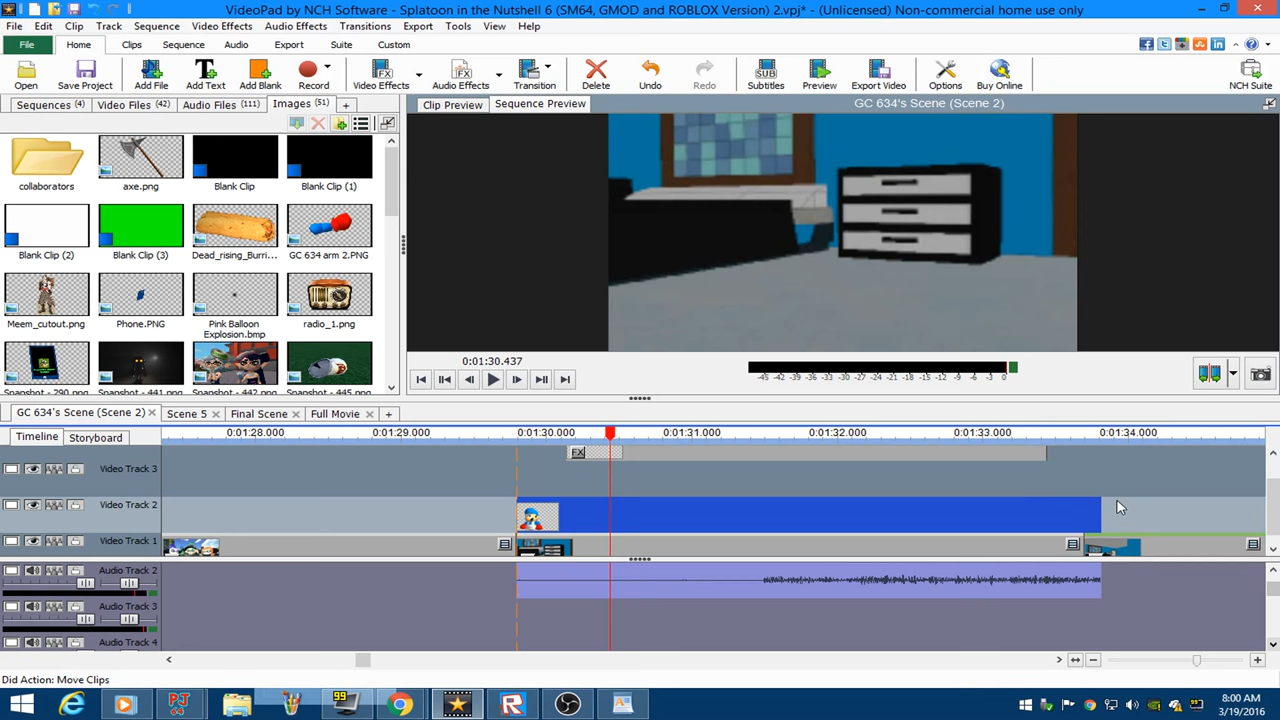 VideoPad by NCH Software - Splatoon in the Nutshell 6 (SM64, GMOD and ROBLOX Version) 2.vpj* - (Unlicensed) Non-commercial home use only
File Edit Clip Track Sequence Video Effects Audio Effects Transitions Export Tools View Help
File Home Clips Sequence Audio Export Suite Custom
Open Save Project Add File Add Text Add Blank Record Video Effects Audio Effects Transition Delete Undo Redo Subtitles Preview Export Video Options Buy Online NCH Suite
Sequences (4) Video Files (42) Audio Files (111) Images (51) + Clip Preview Sequence Preview GC 634's Scene (Scene 2)
collaborators axe.png Blank Clip Blank Clip (1)
Blank Clip (2) Blank Clip (3) Dead_rising_Burri... GC 634 arm 2.PNG
Meem_cutout.png Phone.PNG Pink Balloon Explosion.bmp radio_1.png
Snapshot - 290.png Snapshot - 441.png Snapshot - 442.png Snapshot - 445.png
0:01:30.437
-45 -42 -39 -36 -33 -30 -27 -24 -21 -18 -15 -12 -9 -6 -3 0
GC 634's Scene (Scene 2) Scene 5 Final Scene Full Movie +
Timeline Storyboard
0:01:28.000 0:01:29.000 0:01:30.000 0:01:31.000 0:01:32.000 0:01:33.000 0:01:34.000
FX
Video Track 3
Video Track 2
Video Track 1
Audio Track 2
Audio Track 3
Audio Track 4
Did Action: Move Clips
8:00 AM
3/19/2016